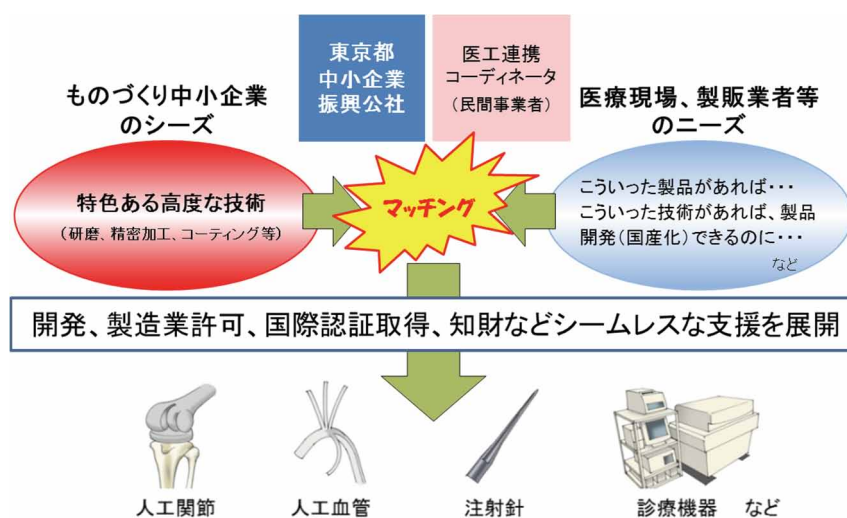 東京都
中小企業
振興公社
医工連携
コーディネータ
(民間事業者)
ものづくり中小企業
のシーズ
医療現場、製販業者等
のニーズ
特色ある高度な技術
(研磨、精密加工、コーティング等)
マッチング
こういった製品があれば・・・
こういった技術があれば、製品
開発(国産化)できるのに・・・
など
開発、製造業許可、国際認証取得、知財などシームレスな支援を展開
人工関節
人工血管
注射針
診療機器 など